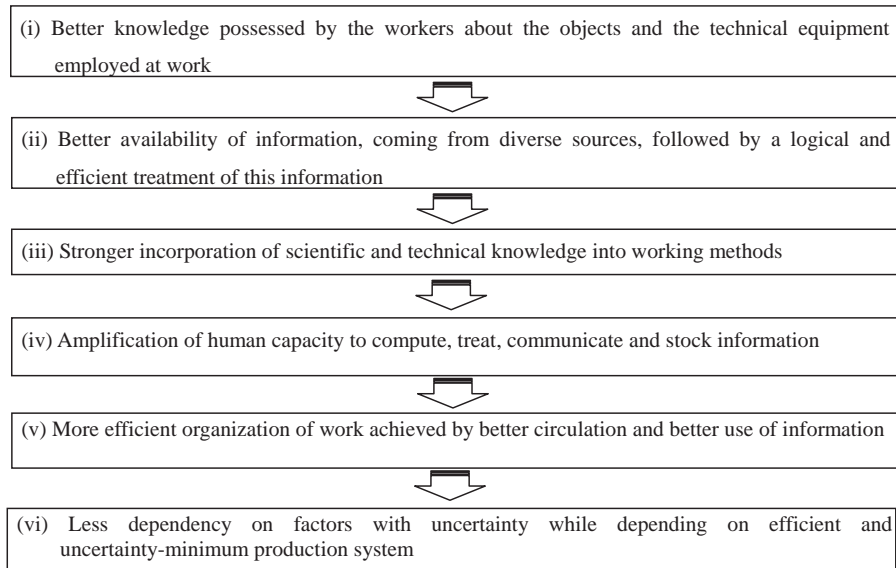 (i) Better knowledge possessed by the workers about the objects and the technical equipment
employed at work
(ii) Better availability of information, coming from diverse sources, followed by a logical and
efficient treatment of this information
(iii) Stronger incorporation of scientific and technical knowledge into working methods
(iv) Amplification of human capacity to compute, treat, communicate and stock information
(v) More efficient organization of work achieved by better circulation and better use of information
(vi) Less dependency on factors with uncertainty while depending on efficient and
uncertainty-minimum production system